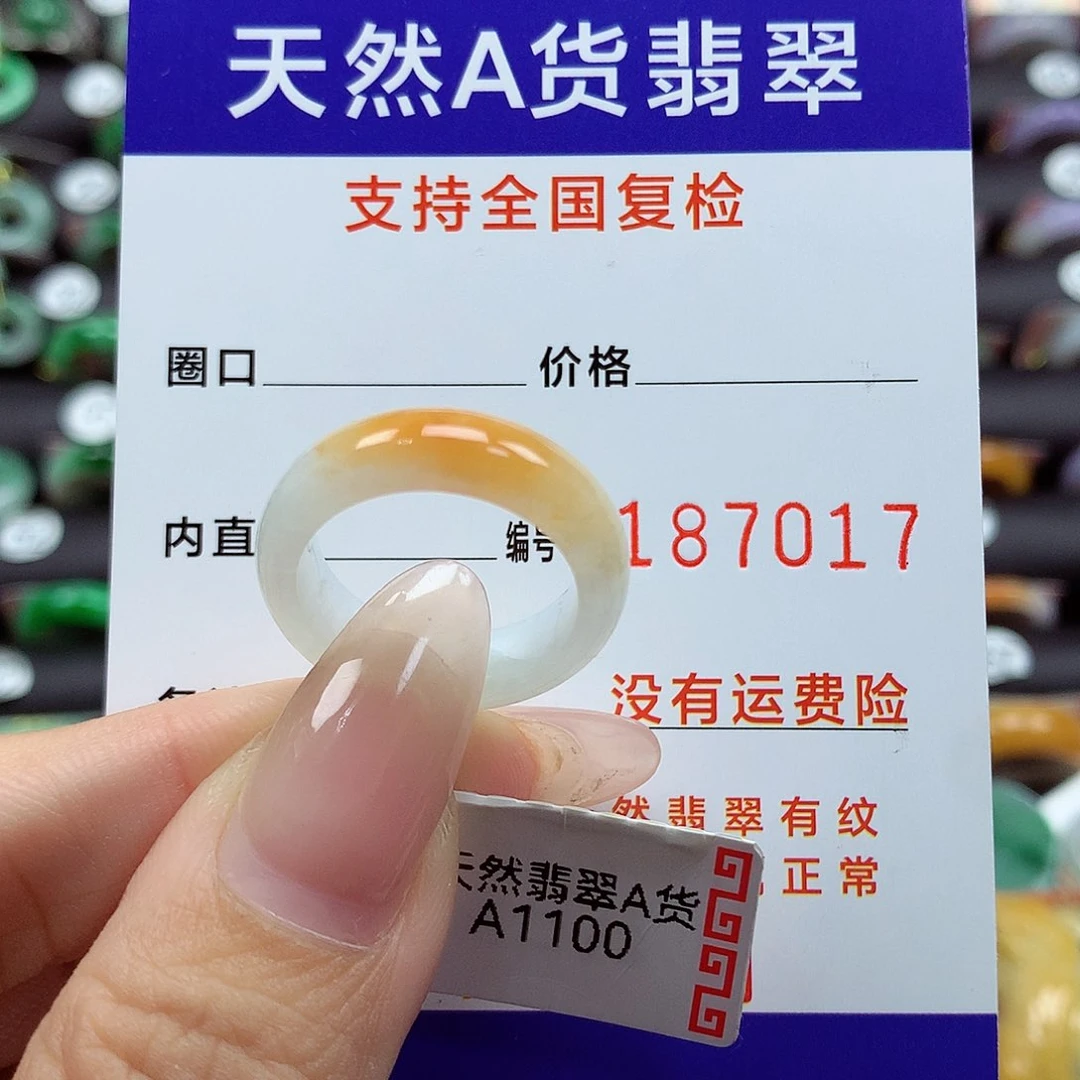 天然A货翡翠
支持全国复检
圈口 价格
内直 编号 187017
没有运费险
然翡翠有纹
正常
天然翡翠A货
A1100